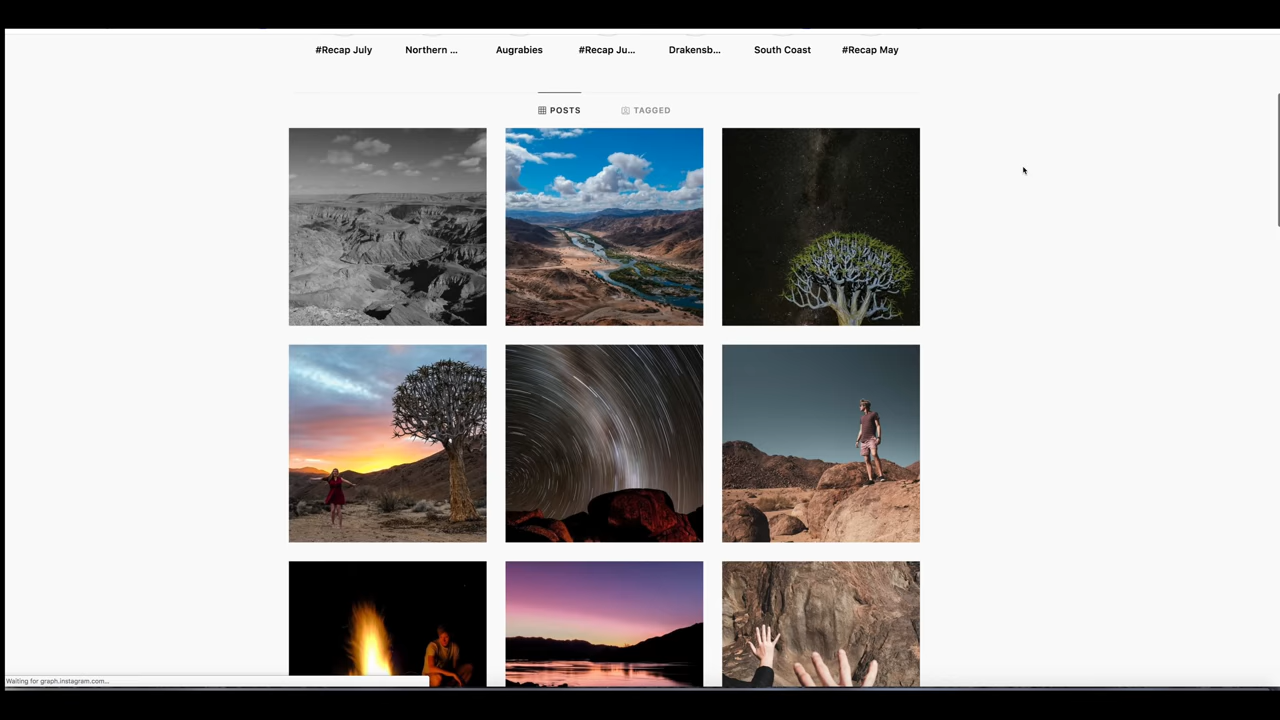 #Recap July
Northern ...
Augrabies
#Recap Ju...
Drakensb...
South Coast
#Recap May
POSTS
TAGGED
Waiting for graph.instagram.com...